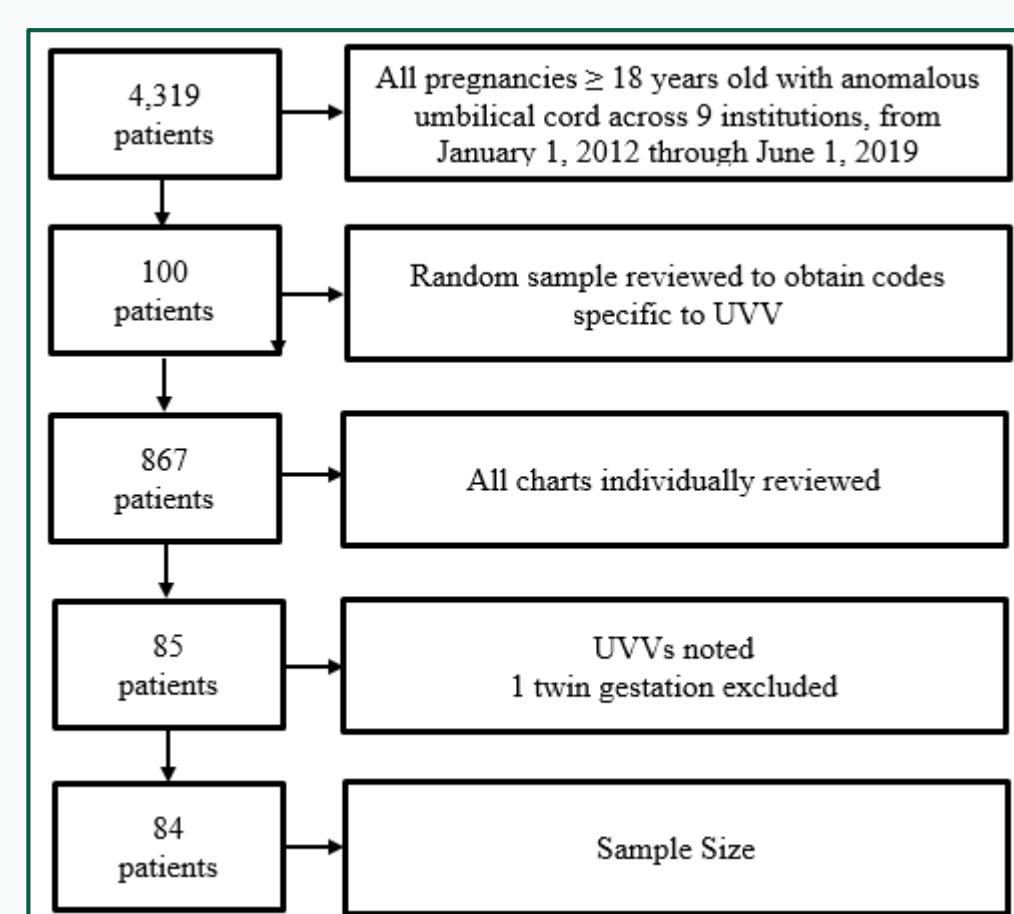 4,319
patients
All pregnancies ≥ 18 years old with anomalous
umbilical cord across 9 institutions, from
January 1, 2012 through June 1, 2019
100
patients
Random sample reviewed to obtain codes
specific to UVV
867
patients
All charts individually reviewed
85
patients
UVVs noted
1 twin gestation excluded
84
patients
Sample Size